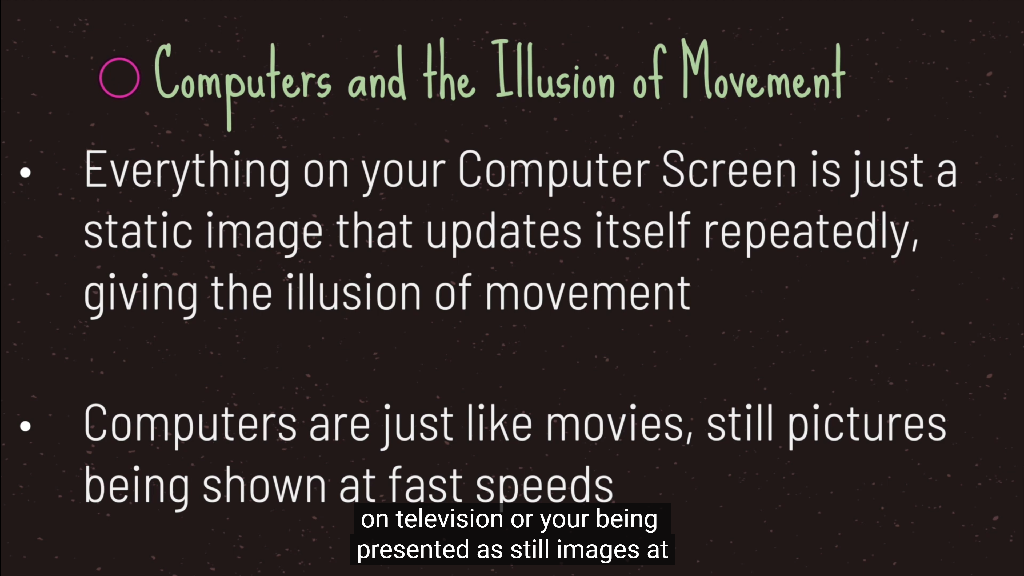 Computers and the Illusion of Movement
• Everything on your Computer Screen is just a
static image that updates itself repeatedly,
giving the illusion of movement
• Computers are just like movies, still pictures
being shown at fast speeds
on television or your being
presented as still images at